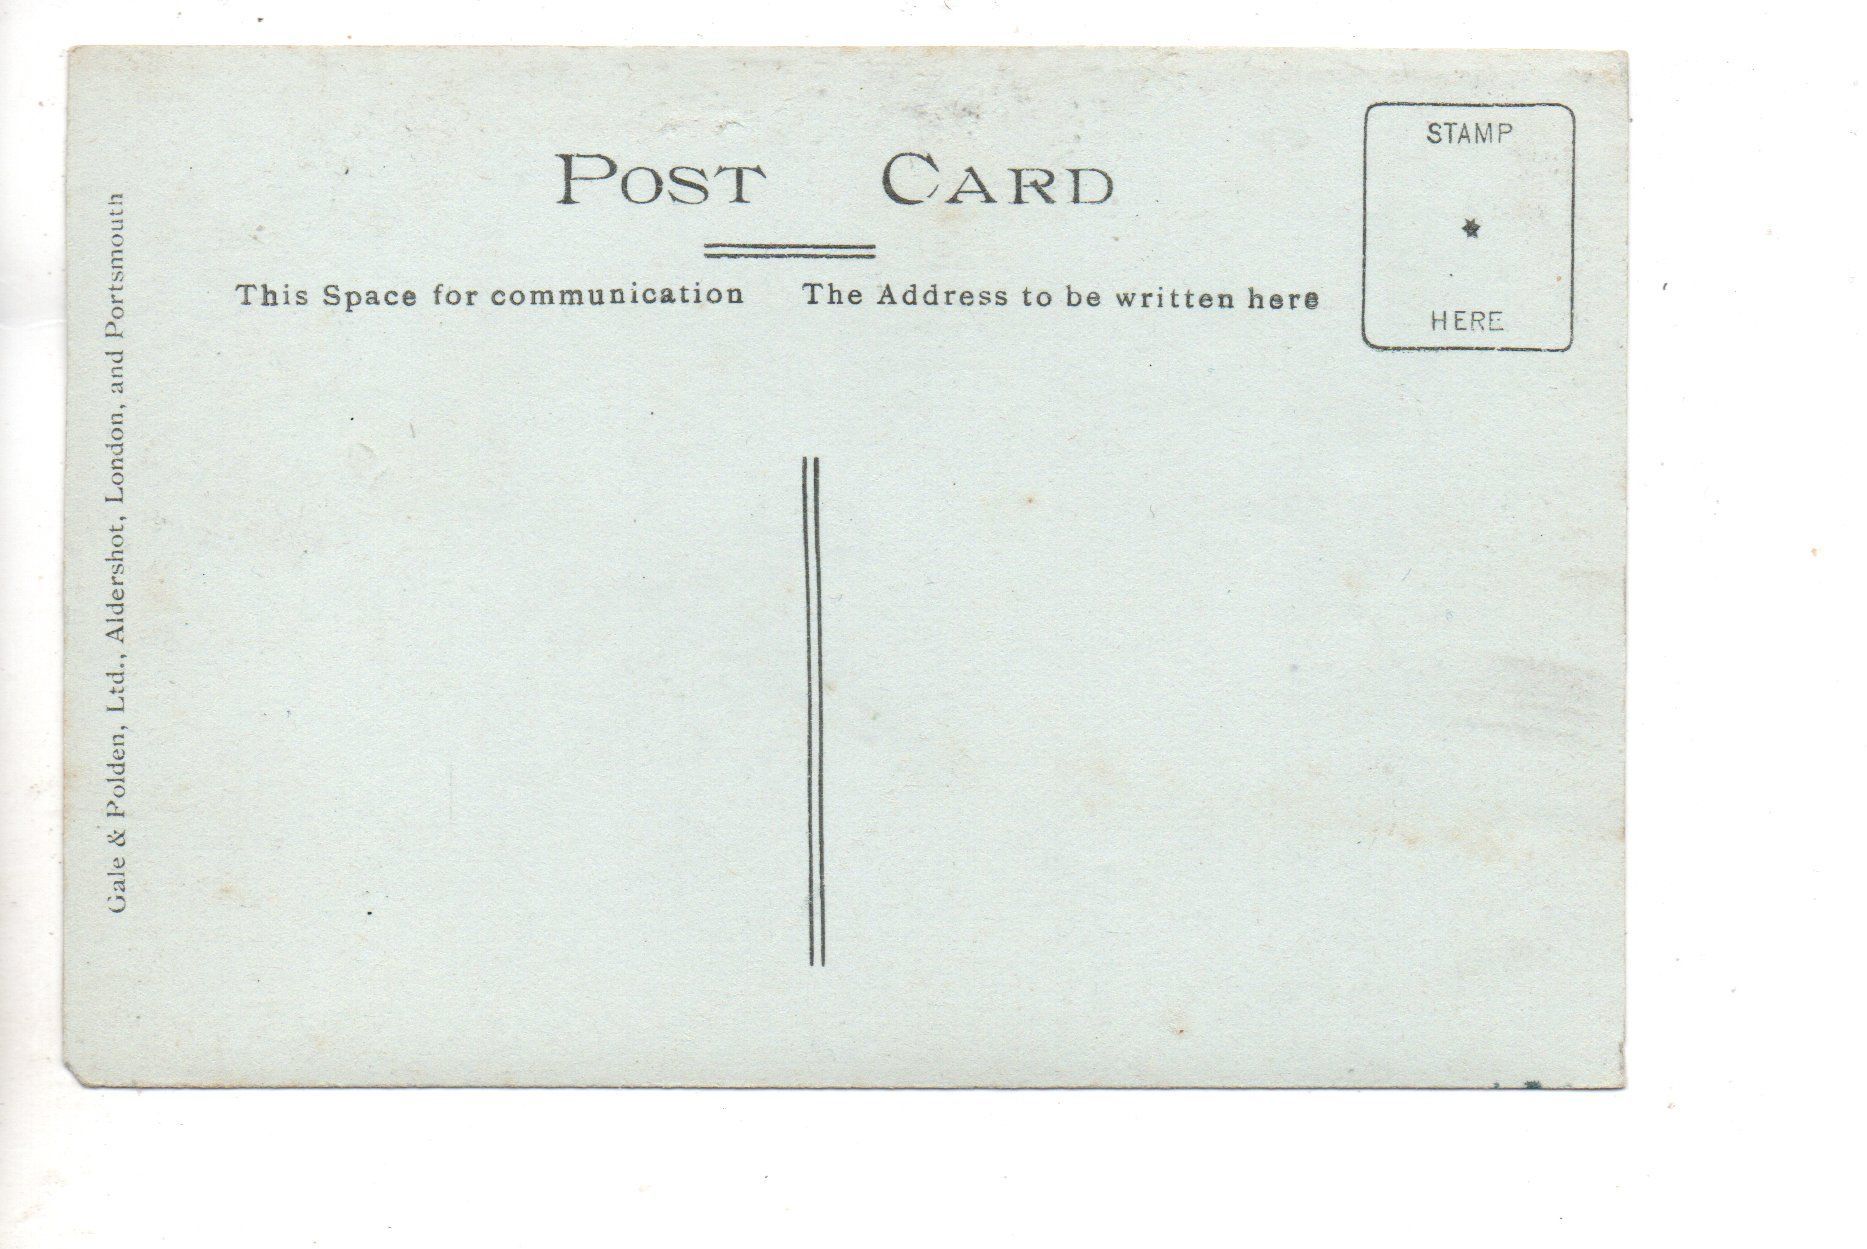 POST CARD
STAMP
HERE
This Space for communication
The Address to be written here
Gale & Polden, Ltd., Aldershot, London, and Portsmouth